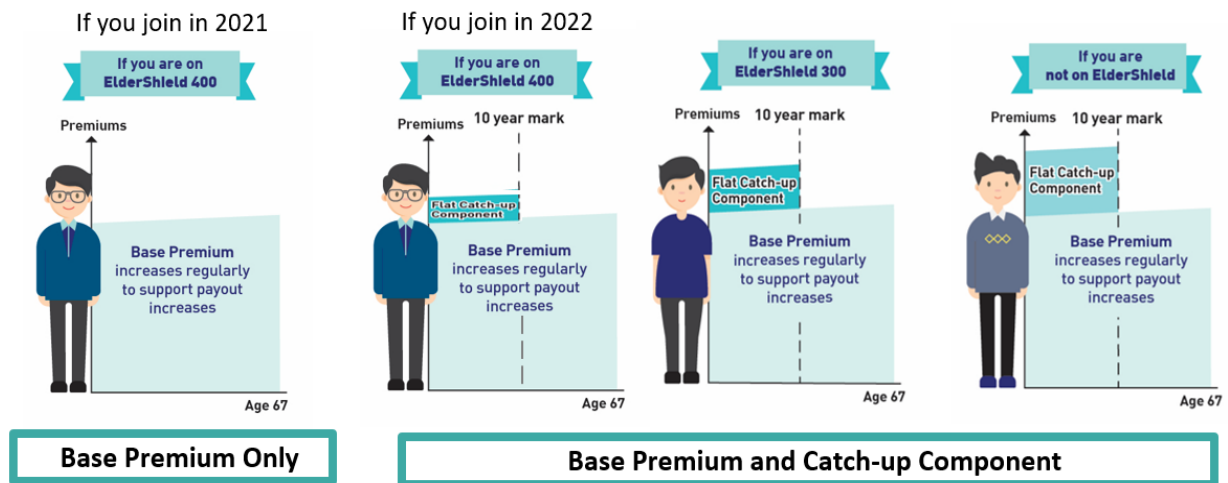 If you join in 2021
If you are on
ElderShield 400
Premiums
Base Premium
increases regularly
to support payout
increases
Age 67
Base Premium Only
If you join in 2022
If you are on
ElderShield 400
Premiums
10 year mark
Flat Catch-up
Component
Base Premium
increases regularly
to support payout
increases
Age 67
If you are on
ElderShield 300
Premiums
10 year mark
Flat Catch-up
Component
Base Premium
increases regularly
to support payout
increases
Age 67
If you are
not on ElderShield
Premiums
10 year mark
Flat Catch-up
Component
Base Premium
increases regularly
to support payout
increases
Age 67
Base Premium and Catch-up Component